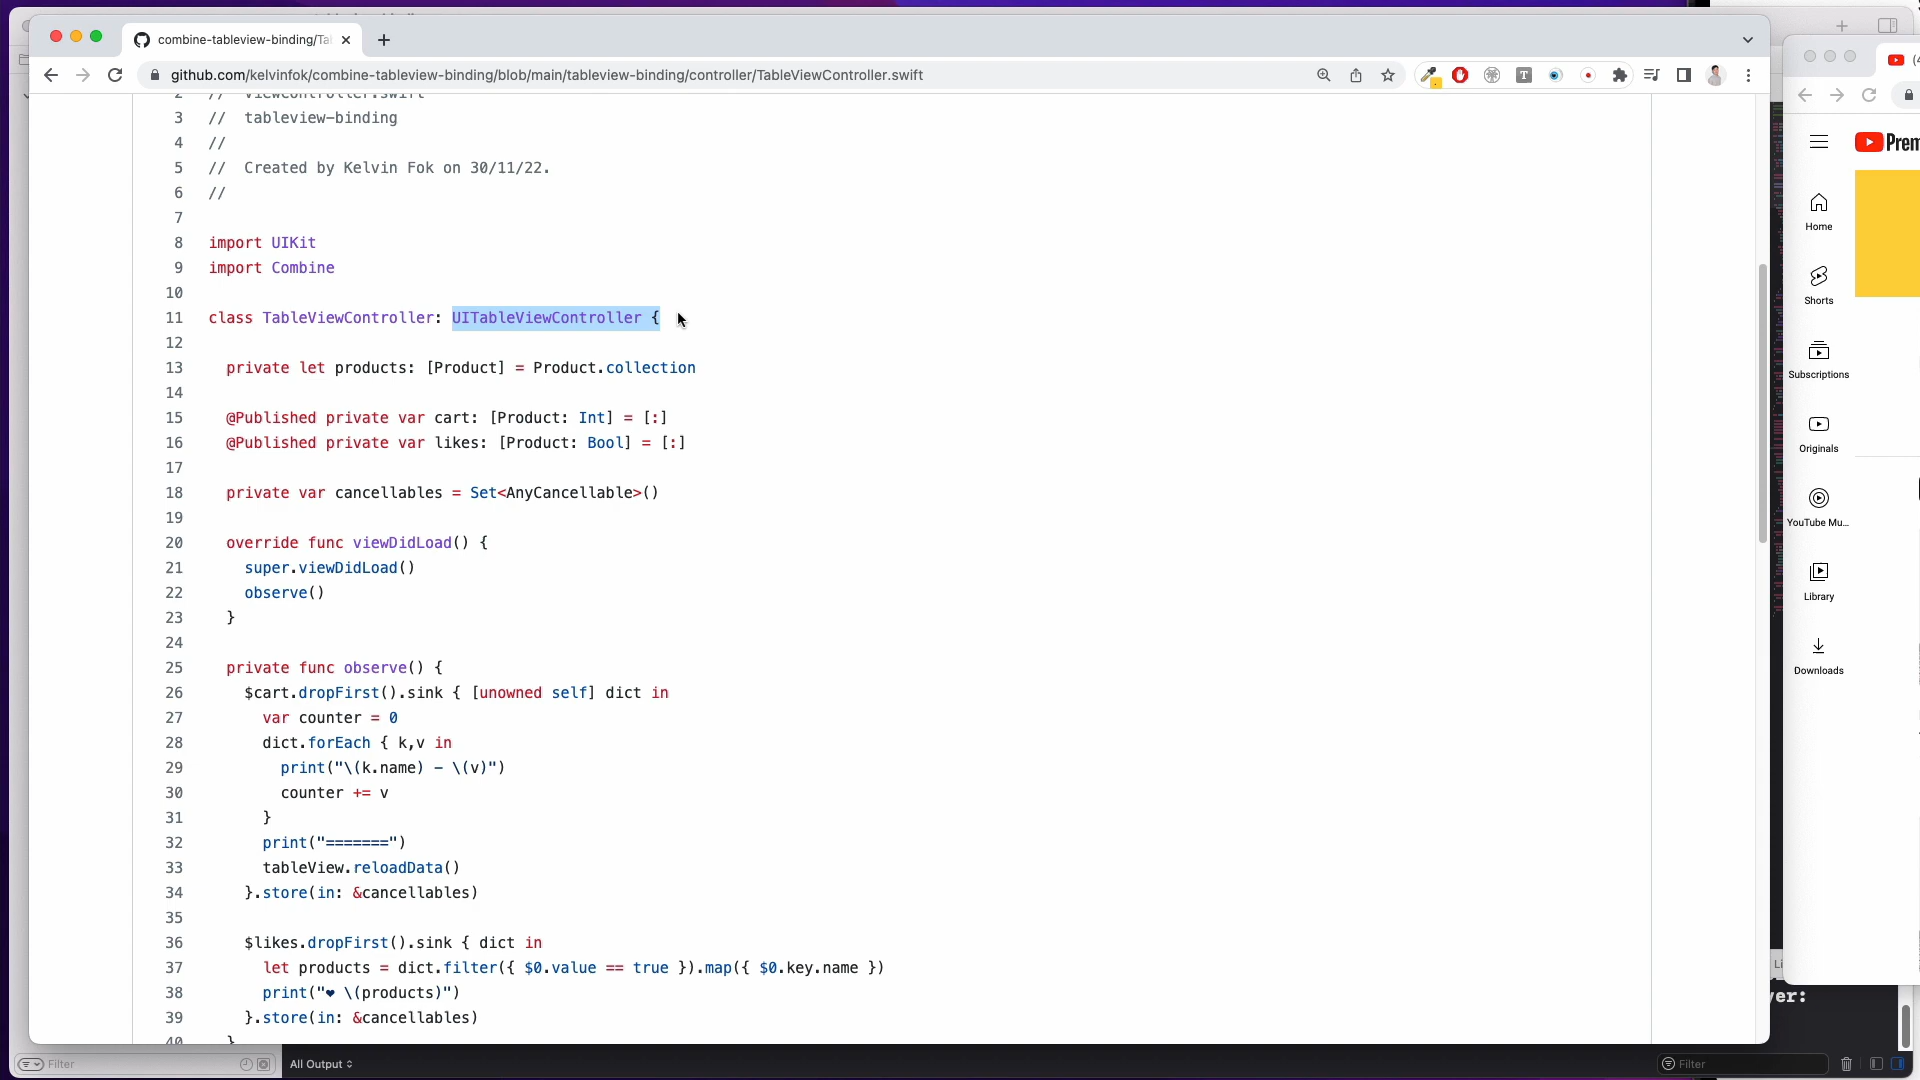 combine-tableview-binding/Ta
github.com/kelvinfok/combine-tableview-binding/blob/main/tableview-binding/controller/TableViewController.swift
2 // ViewController.swift
3 // tableview-binding
4 //
5 // Created by Kelvin Fok on 30/11/22.
6 //
7
8 import UIKit
9 import Combine
10
11 class TableViewController: UITableViewController {
12
13 private let products: [Product] = Product.collection
14
15 @Published private var cart: [Product: Int] = [:]
16 @Published private var likes: [Product: Bool] = [:]
17
18 private var cancellables = Set<AnyCancellable>()
19
20 override func viewDidLoad() {
21 super.viewDidLoad()
22 observe()
23 }
24
25 private func observe() {
26 $cart.dropFirst().sink { [unowned self] dict in
27 var counter = 0
28 dict.forEach { k,v in
29 print("\(k.name) - \(v)")
30 counter += v
31 }
32 print("=======")
33 tableView.reloadData()
34 }.store(in: &cancellables)
35
36 $likes.dropFirst().sink { dict in
37 let products = dict.filter({ $0.value == true }).map({ $0.key.name })
38 print("❤ \(products)")
39 }.store(in: &cancellables)
40 }
Filter
All Output
Filter
Prem
Home
Shorts
Subscriptions
Originals
YouTube Mu...
Library
Downloads
Li
yer: